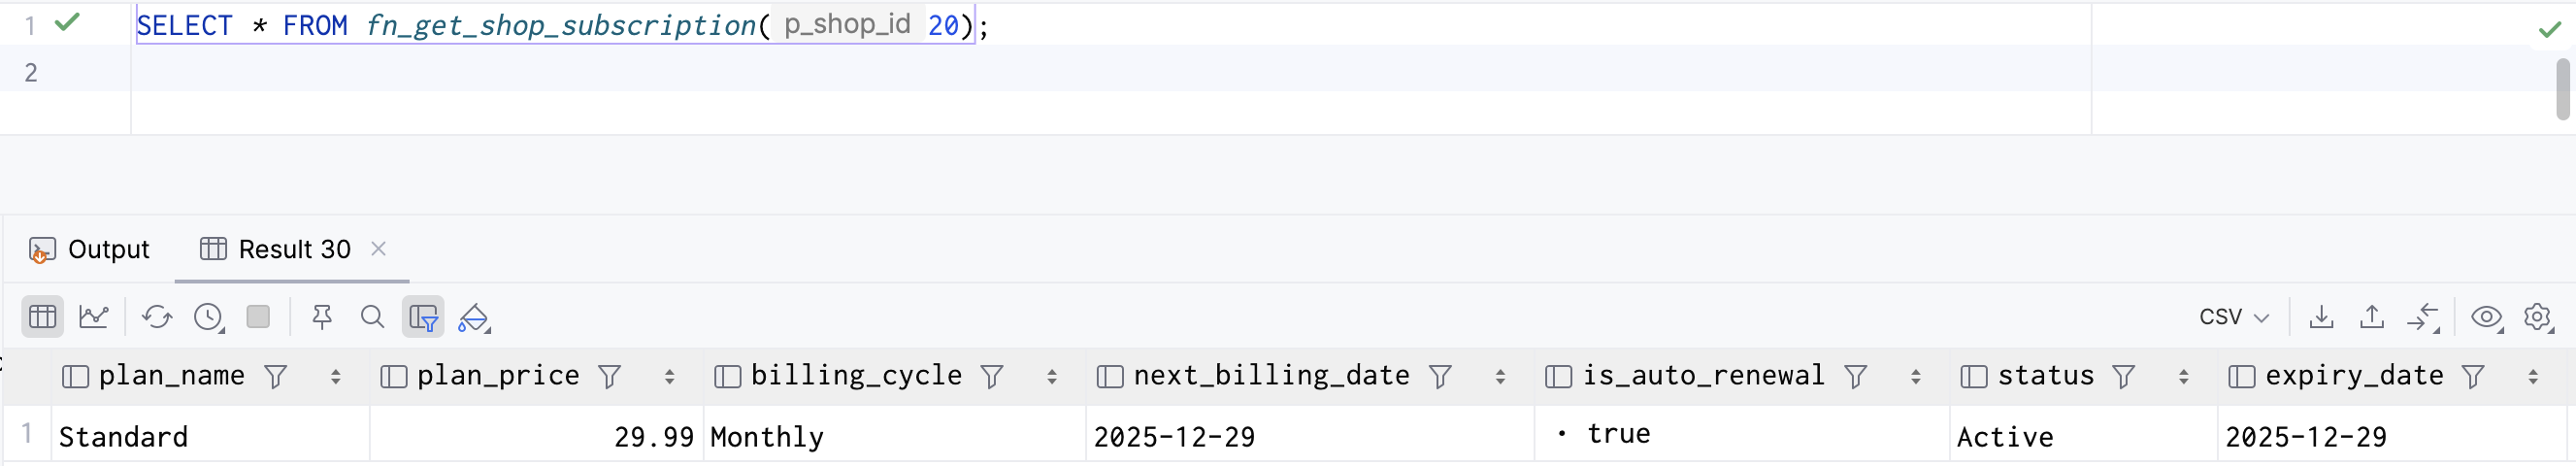 1 SELECT * FROM fn_get_shop_subscription( p_shop_id 20);
2
Output Result 30
CSV
plan_name plan_price billing_cycle next_billing_date is_auto_renewal status expiry_date
1 Standard 29.99 Monthly 2025-12-29 · true Active 2025-12-29